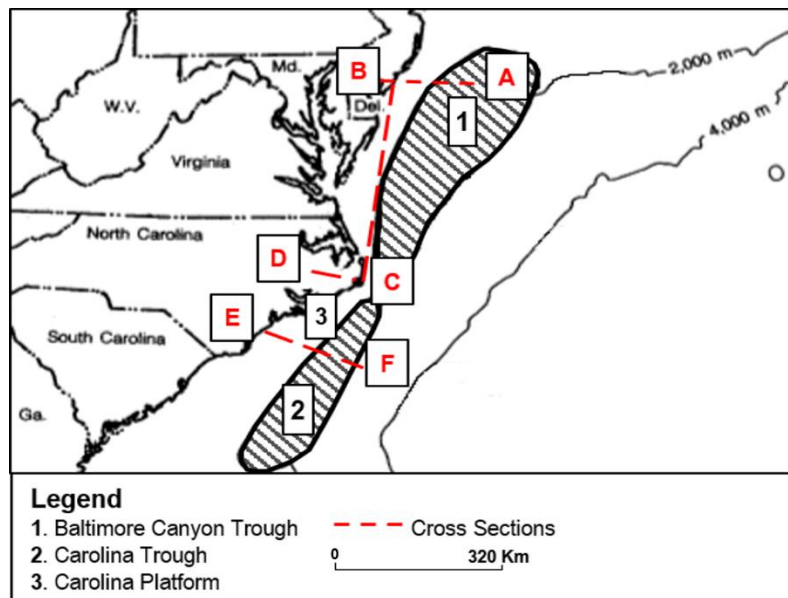 B
A
2,000 m
Md.
Del.
W.V.
1
4,000 m
Virginia
North Carolina
D
C
E
3
South Carolina
F
Ga.
2
Legend
1. Baltimore Canyon Trough
2. Carolina Trough
3. Carolina Platform
Cross Sections
0 320 Km